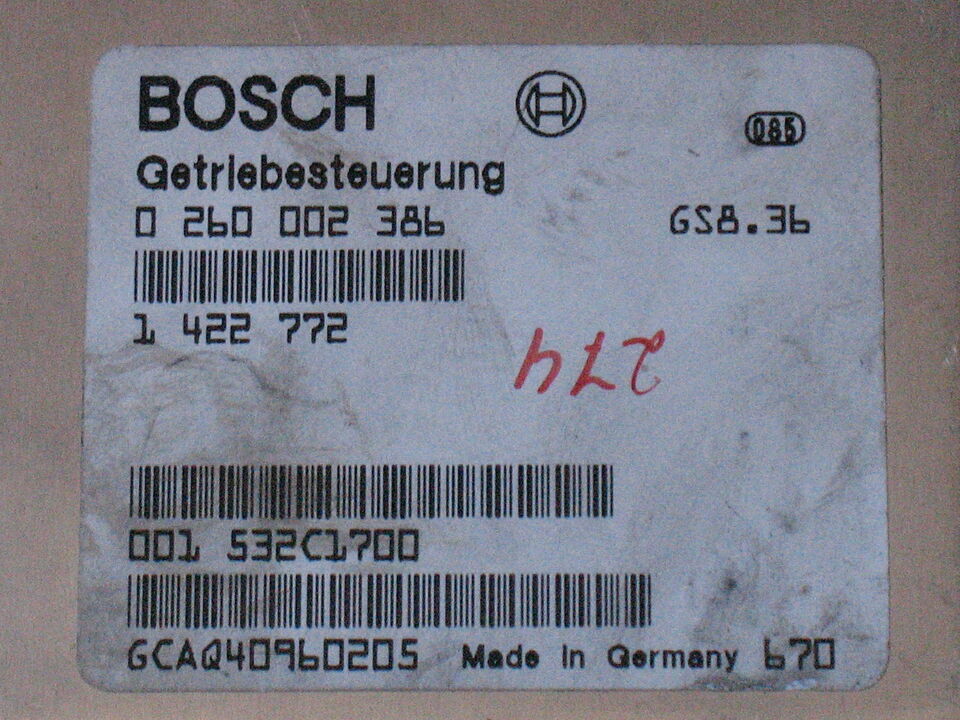 BOSCH
085
Getriebesteuerung
0 260 002 386 GS8.36
1 422 772
274
001 532C1700
GCAQ40960205 Made in Germany 670